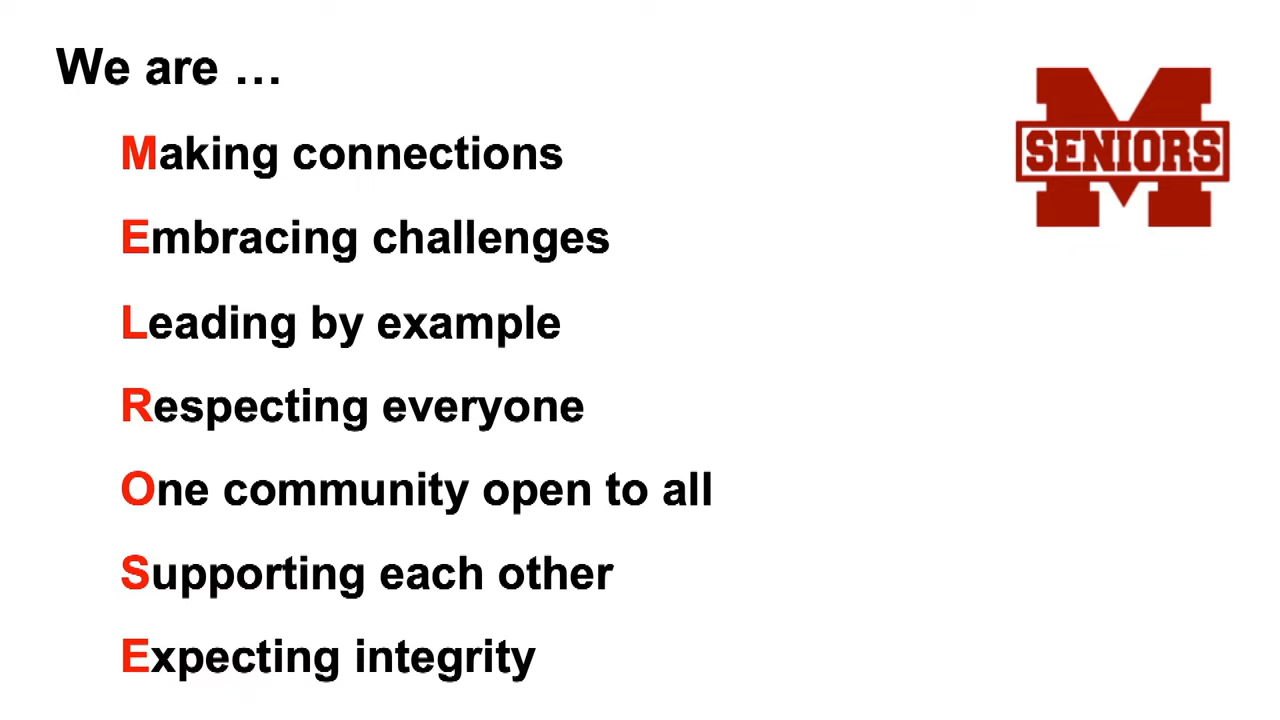 We are …
Making connections
Embracing challenges
Leading by example
Respecting everyone
One community open to all
Supporting each other
Expecting integrity
M
SENIORS